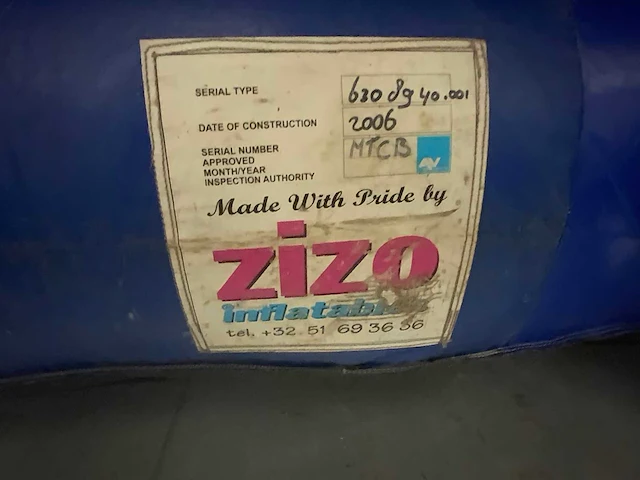 SERIAL TYPE 630 89 40.001
DATE OF CONSTRUCTION 2006
SERIAL NUMBER MTCB
APPROVED
MONTH/YEAR
INSPECTION AUTHORITY
Made With Pride by
zizo
inflatables
tel. +32 51 69 36 36